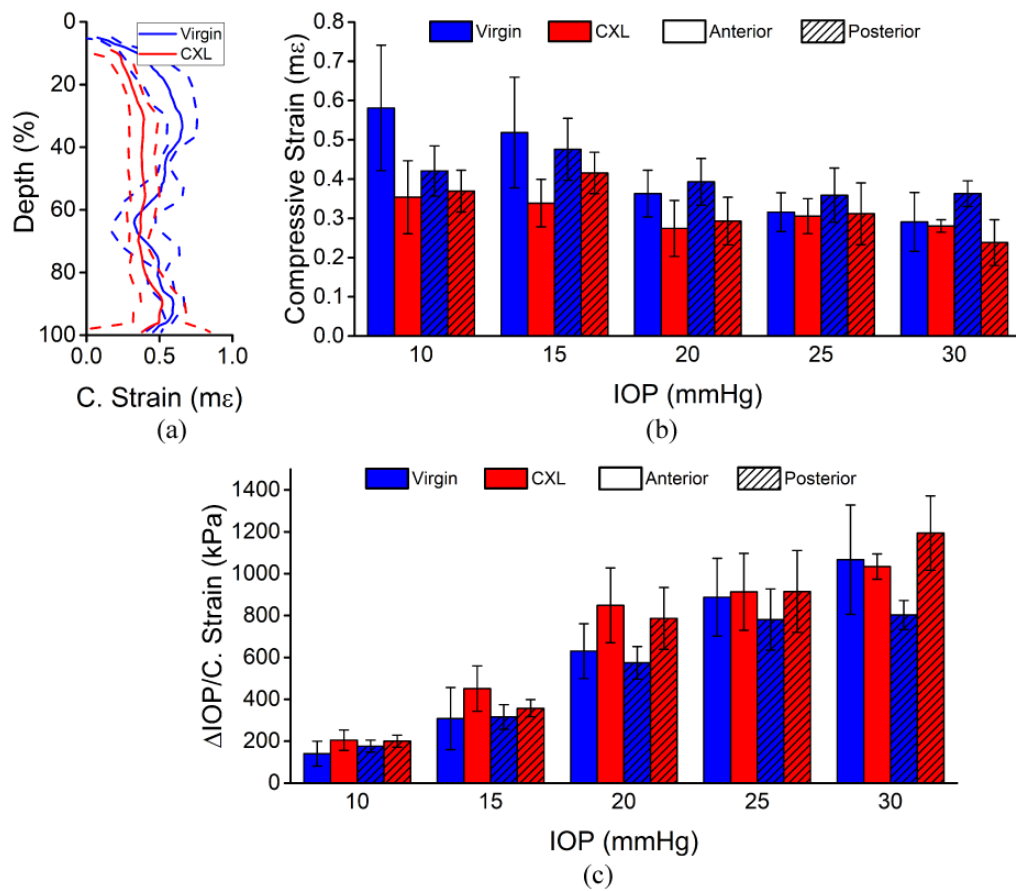 Virgin
CXL
0
20
40
60
80
100
Depth (%)
0.0 0.5 1.0
C. Strain (mε)
(a)
Virgin CXL Anterior Posterior
0.8
0.7
0.6
0.5
0.4
0.3
0.2
0.1
0.0
Compressive Strain (mε)
10 15 20 25 30
IOP (mmHg)
(b)
Virgin CXL Anterior Posterior
1400
1200
1000
800
600
400
200
0
ΔIOP/C. Strain (kPa)
10 15 20 25 30
IOP (mmHg)
(c)